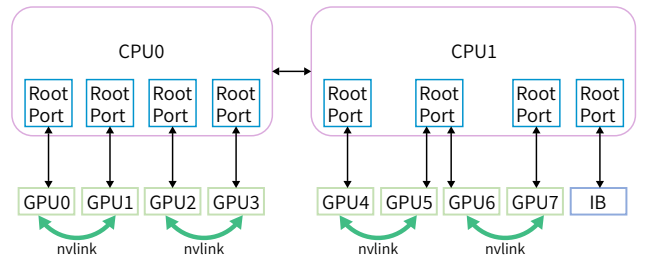 CPU0
CPU1
Root
Port
Root
Port
Root
Port
Root
Port
Root
Port
Root
Port
Root
Port
Root
Port
GPU0
GPU1
GPU2
GPU3
GPU4
GPU5
GPU6
GPU7
IB
nvlink
nvlink
nvlink
nvlink